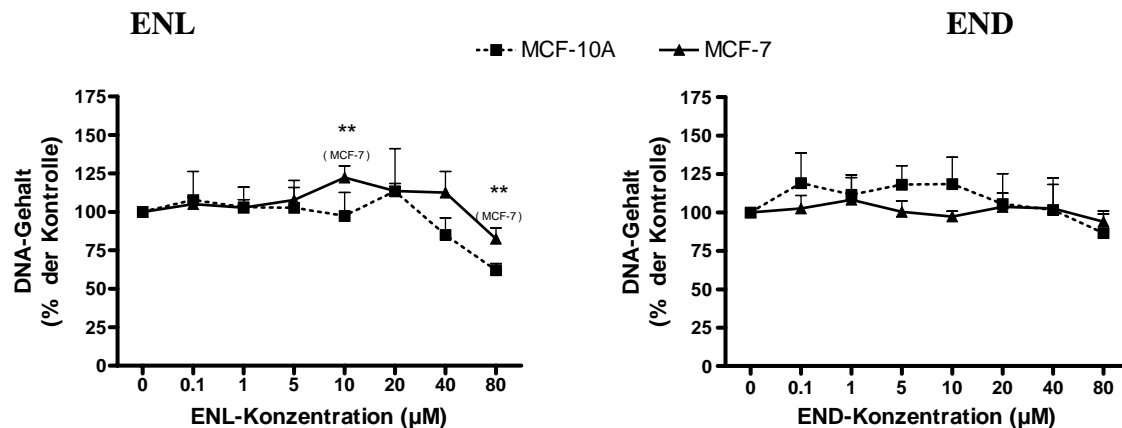 ENL
END
MCF-10A MCF-7
DNA-Gehalt
(% der Kontrolle)
175
150
125
100
75
50
25
0
**
( MCF-7 )
**
( MCF-7 )
0 0.1 1 5 10 20 40 80
ENL-Konzentration (µM)
DNA-Gehalt
(% der Kontrolle)
175
150
125
100
75
50
25
0
0 0.1 1 5 10 20 40 80
END-Konzentration (µM)